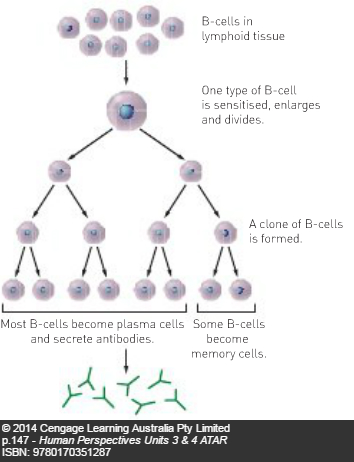 B-cells in
lymphoid tissue
One type of B-cell
is sensitised, enlarges
and divides.
A clone of B-cells
is formed.
Most B-cells become plasma cells
and secrete antibodies.
Some B-cells
become
memory cells.
© 2014 Cengage Learning Australia Pty Limited
p.147 - Human Perspectives Units 3 & 4 ATAR
ISBN: 9780170351287